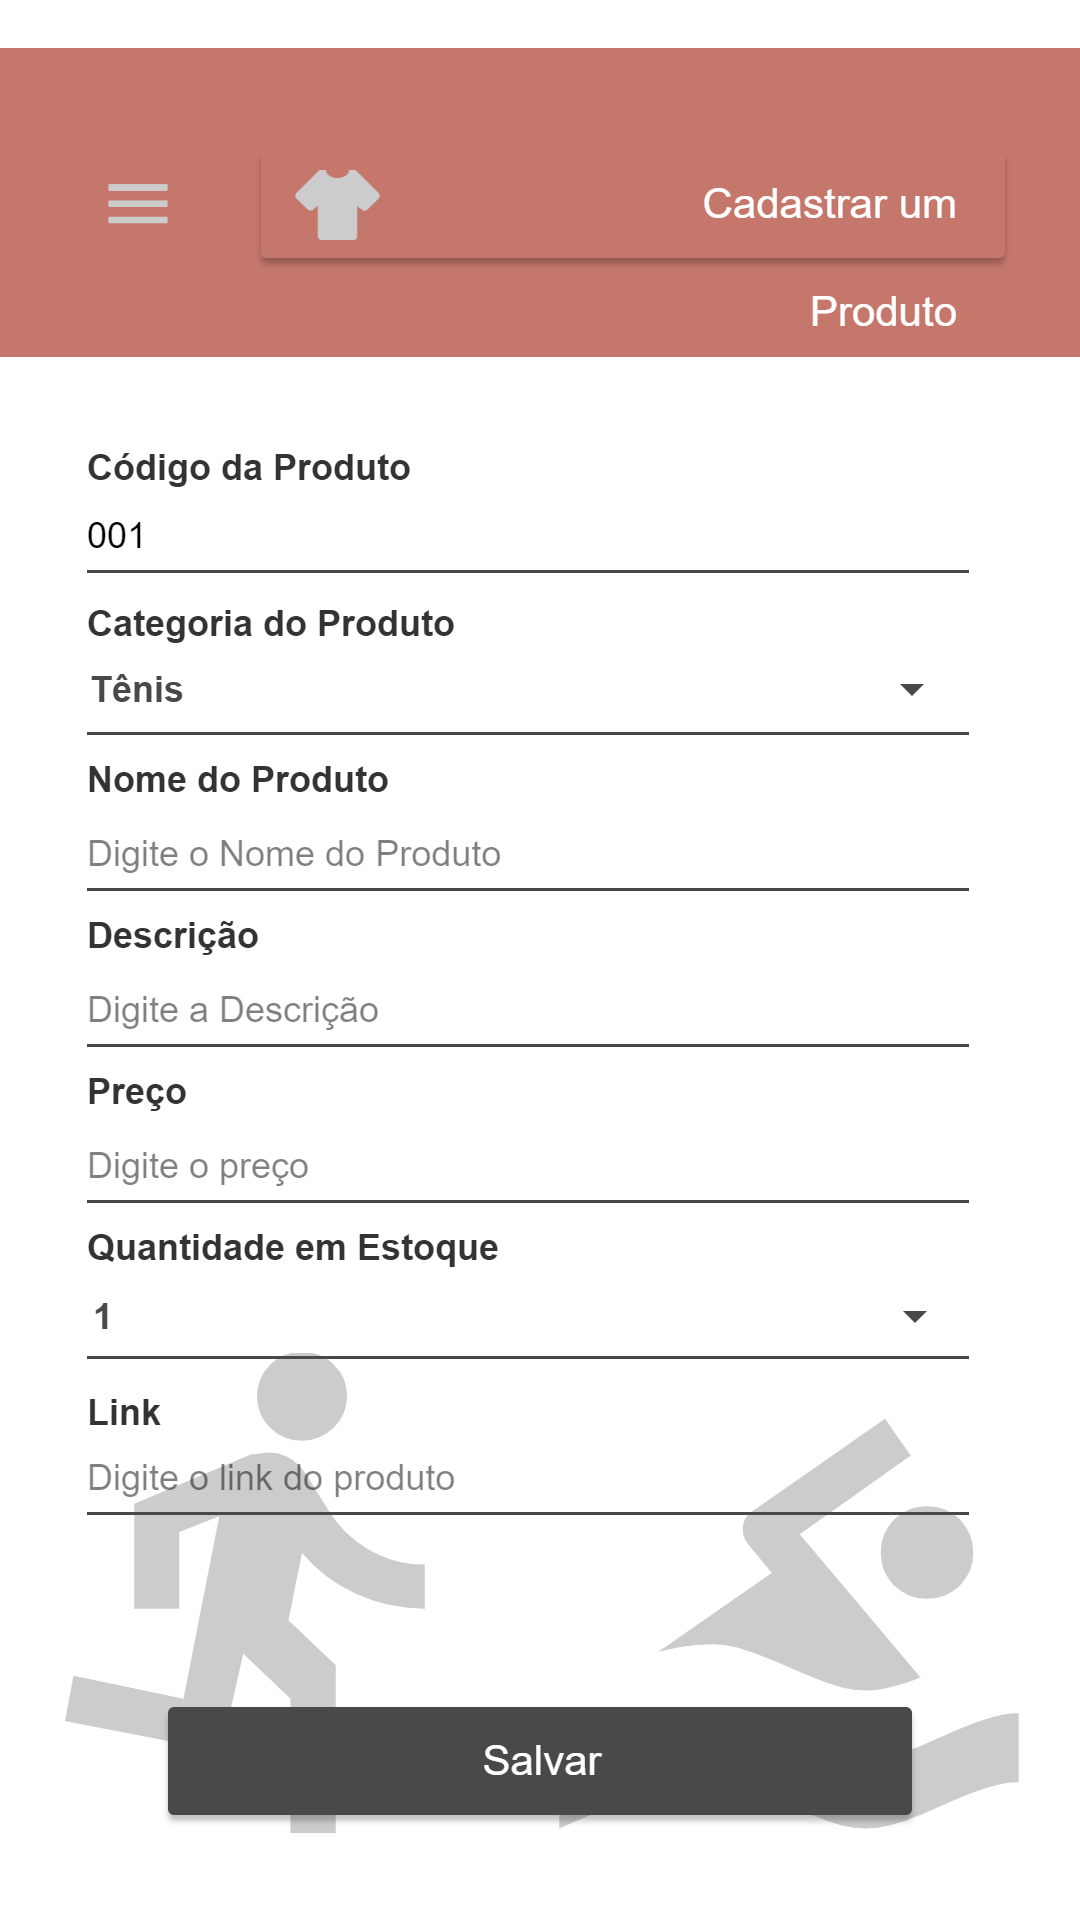 Cadastrar um
Produto
Código da Produto
001
Categoria do Produto
Tênis
Nome do Produto
Digite o Nome do Produto
Descrição
Digite a Descrição
Preço
Digite o preço
Quantidade em Estoque
1
Link
Digite o link do produto
Salvar